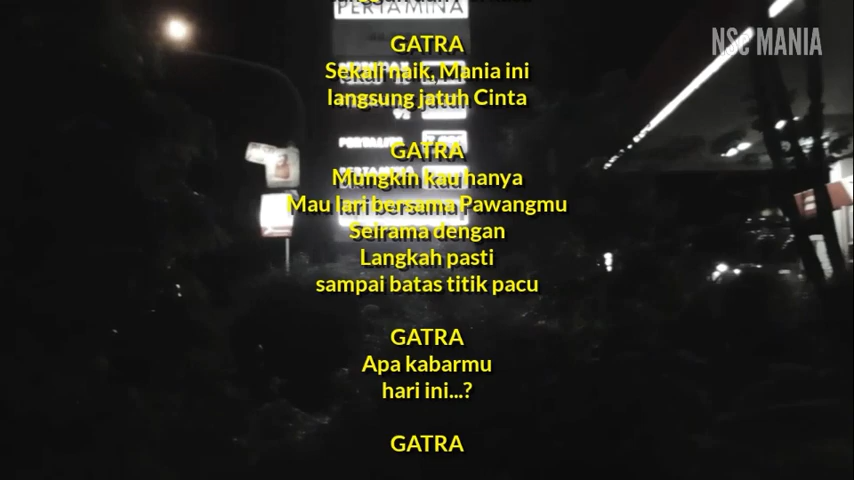 PERTAMINA
NSC MANIA
GATRA
Sekali naik, Mania ini
langsung jatuh Cinta
GATRA
PERTALITE
Mungkin kau hanya
Mau lari bersama Pawangmu
Seirama dengan
Langkah pasti
sampai batas titik pacu
GATRA
Apa kabarmu
hari ini...?
GATRA